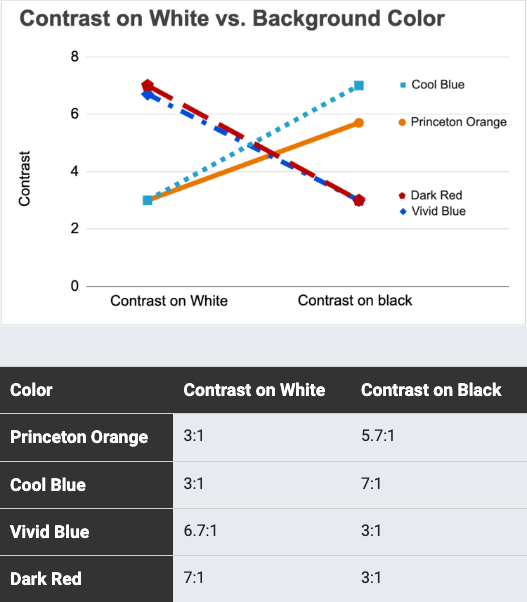 Contrast on White vs. Background Color
8
6
4
2
0
Contrast
Cool Blue
Princeton Orange
Dark Red
Vivid Blue
Contrast on White Contrast on black
Color Contrast on White Contrast on Black
Princeton Orange 3:1 5.7:1
Cool Blue 3:1 7:1
Vivid Blue 6.7:1 3:1
Dark Red 7:1 3:1